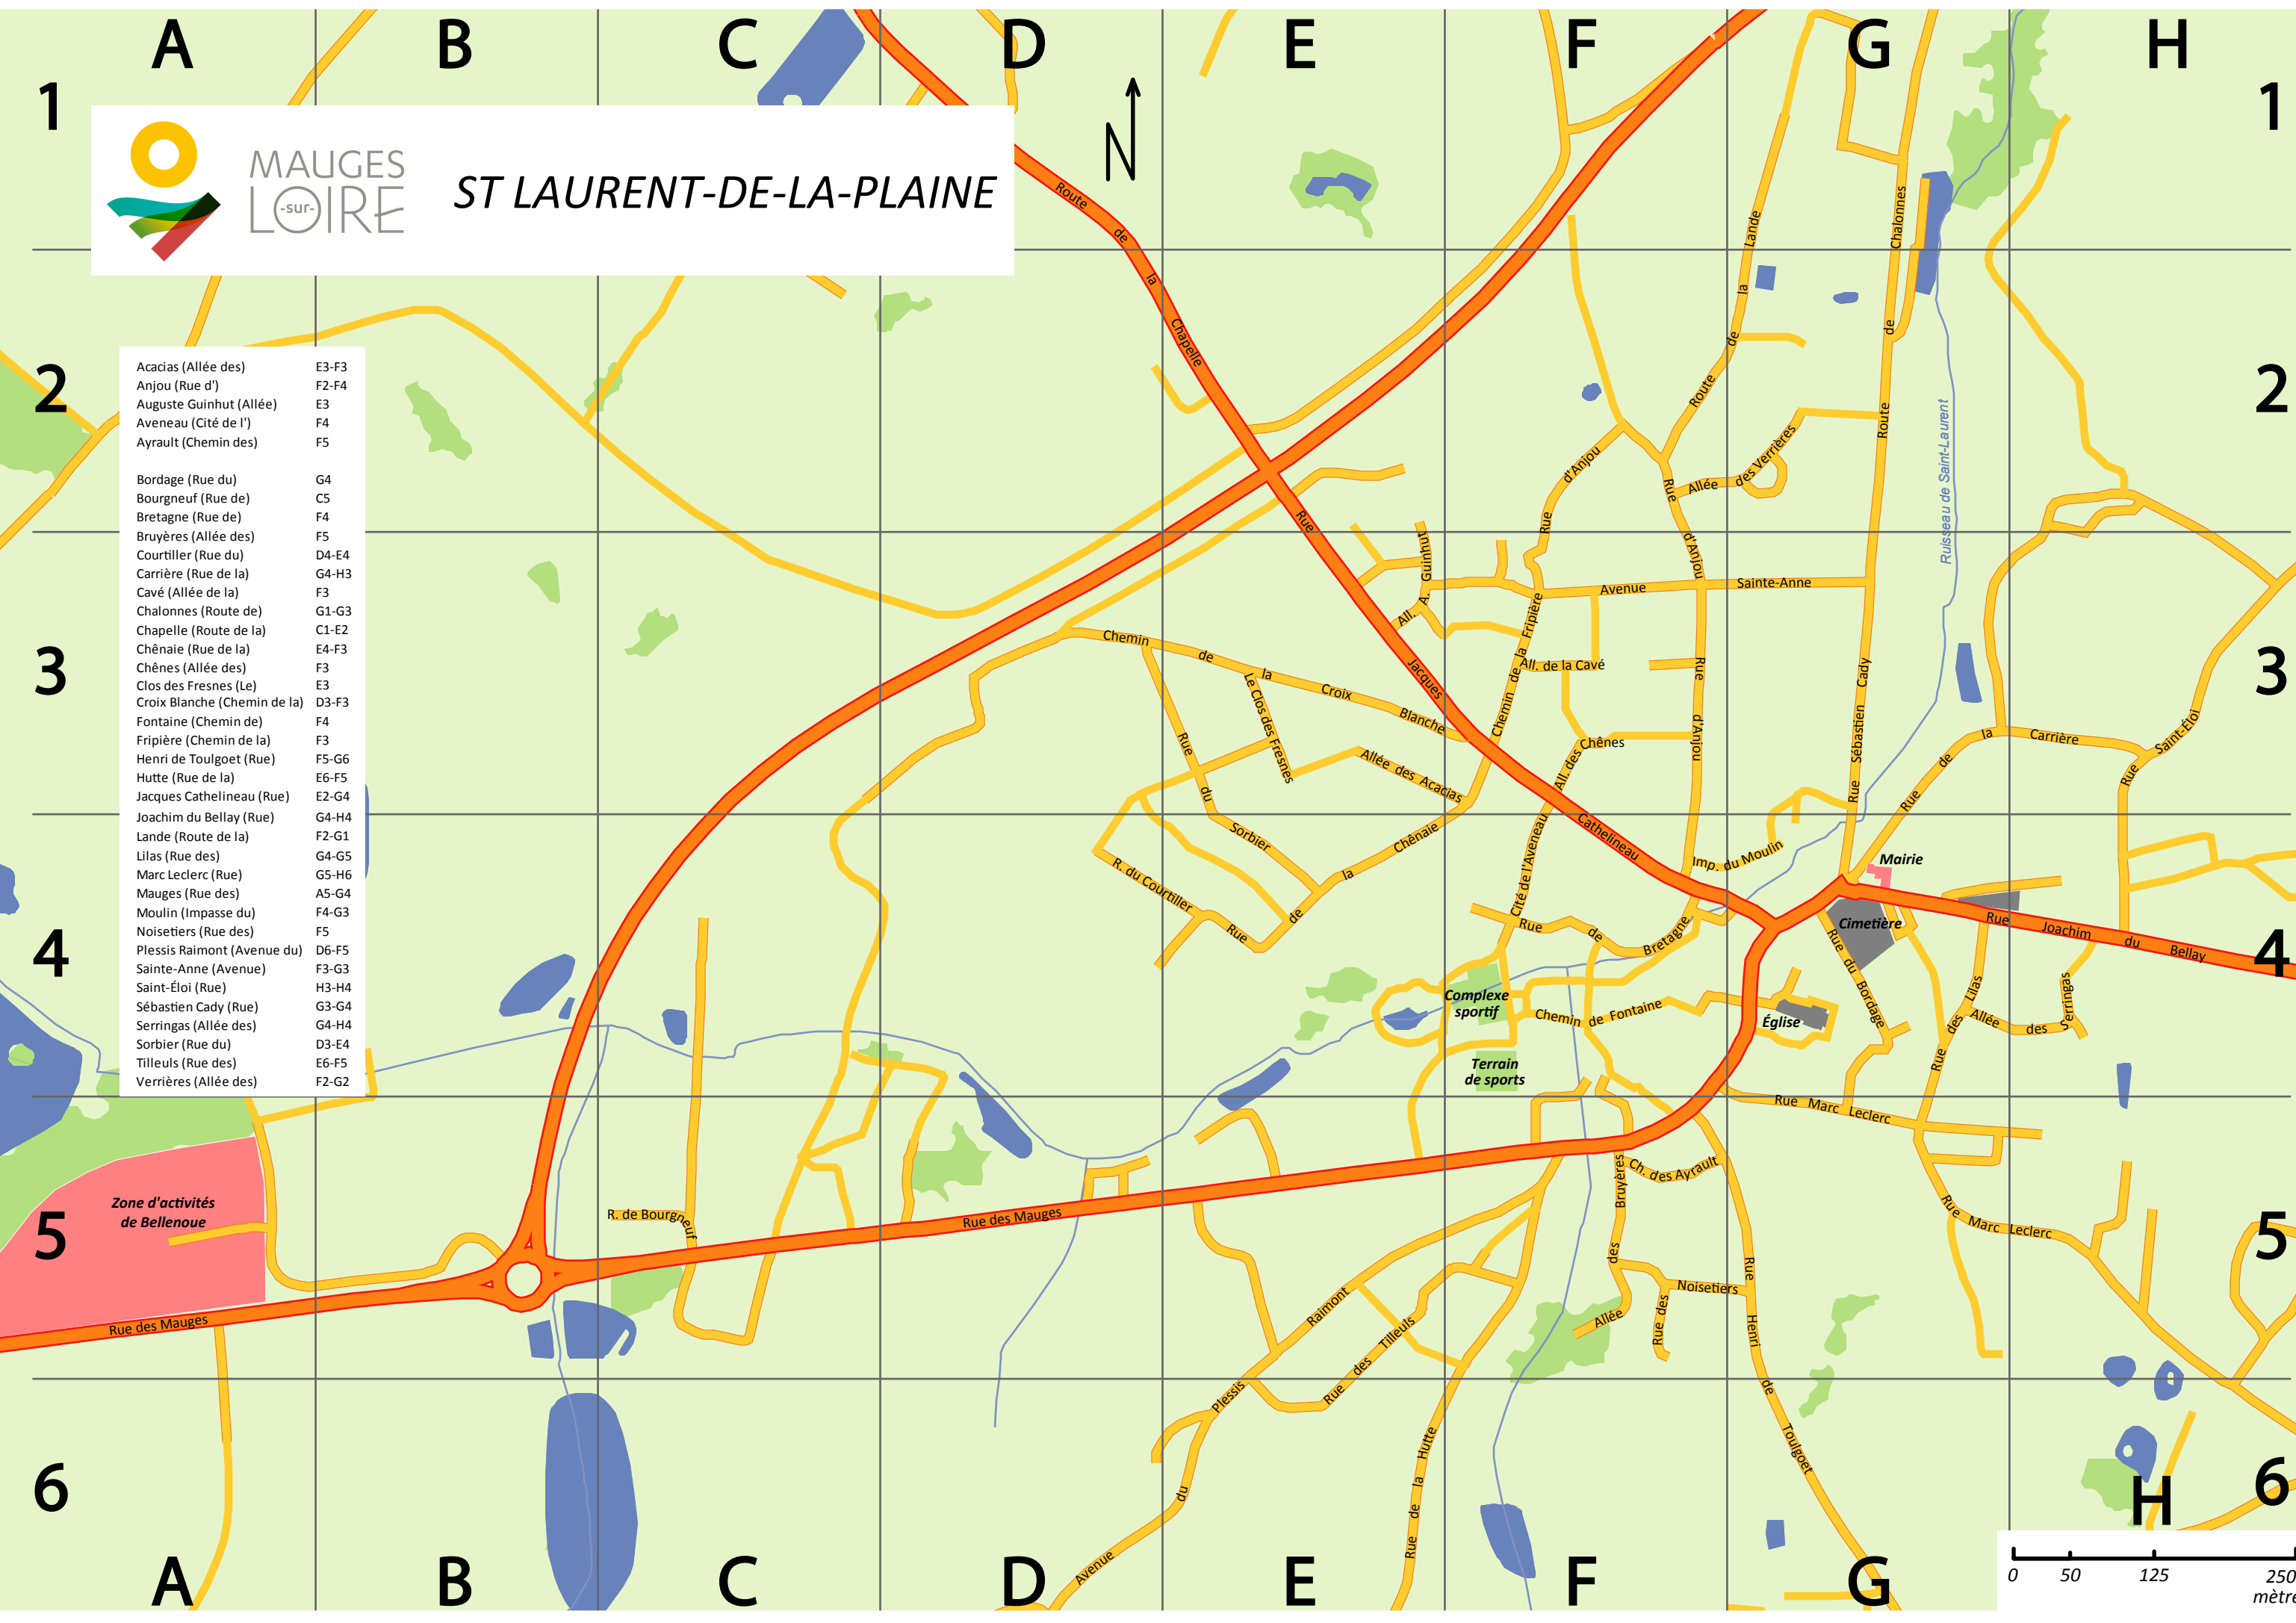 A B C D E F G H
1 1
MAUGES
-sur-
LOIRE
ST LAURENT-DE-LA-PLAINE
N
Route de la Chapelle
Route de la Lande
Route de Chalonnes
2 2
Acacias (Allée des) E3-F3
Anjou (Rue d') F2-F4
Auguste Guinhut (Allée) E3
Aveneau (Cité de l') F4
Ayrault (Chemin des) F5
Bordage (Rue du) G4
Bourgneuf (Rue de) C5
Bretagne (Rue de) F4
Bruyères (Allée des) F5
Courtiller (Rue du) D4-E4
Carrière (Rue de la) G4-H3
Cavé (Allée de la) F3
Chalonnes (Route de) G1-G3
Chapelle (Route de la) C1-E2
Chênaie (Rue de la) E4-F3
Chênes (Allée des) F3
Clos des Fresnes (Le) E3
Croix Blanche (Chemin de la) D3-F3
Fontaine (Chemin de) F4
Fripière (Chemin de la) F3
Henri de Toulgoet (Rue) F5-G6
Hutte (Rue de la) E6-F5
Jacques Cathelineau (Rue) E2-G4
Joachim du Bellay (Rue) G4-H4
Lande (Route de la) F2-G1
Lilas (Rue des) G4-G5
Marc Leclerc (Rue) G5-H6
Mauges (Rue des) A5-G4
Moulin (Impasse du) F4-G3
Noisetiers (Rue des) F5
Plessis Raimont (Avenue du) D6-F5
Sainte-Anne (Avenue) F3-G3
Saint-Éloi (Rue) H3-H4
Sébastien Cady (Rue) G3-G4
Serringas (Allée des) G4-H4
Sorbier (Rue du) D3-E4
Tilleuls (Rue des) E6-F5
Verrières (Allée des) F2-G2
Rue d'Anjou
Allée des Verrières
Rue d'Anjou
Ruisseau de Saint-Laurent
3 3
Rue Jacques Cathelineau
All. A. Guinhut
Avenue Sainte-Anne
Chemin de la Fripière
All. de la Cavé
Rue d'Anjou
Chemin de la Croix Blanche
Le Clos des Fresnes
Allée des Acacias
All. des Chênes
Rue Sébastien Cady
Rue de la Carrière
Rue Saint-Éloi
Rue du Sorbier
Rue de la Chênaie
R. du Courtiller
Cité de l'Aveneau
Imp. du Moulin
Mairie
Cimetière
4 4
Rue de Bretagne
Rue Joachim du Bellay
Rue du Bordage
Complexe
sportif
Chemin de Fontaine
Église
Rue des Lilas
Allée des Serringas
Terrain
de sports
Rue Marc Leclerc
5 5
Zone d'activités
de Bellenoue
R. de Bourgneuf
Rue des Mauges
Ch. des Ayrault
Allée des Bruyères
Rue Marc Leclerc
Rue des Noisetiers
Rue Henri de Toulgoet
Rue des Mauges
Avenue du Plessis Raimont
Rue des Tilleuls
Rue de la Hutte
6 6
H
A B C D E F G
0 50 125 250